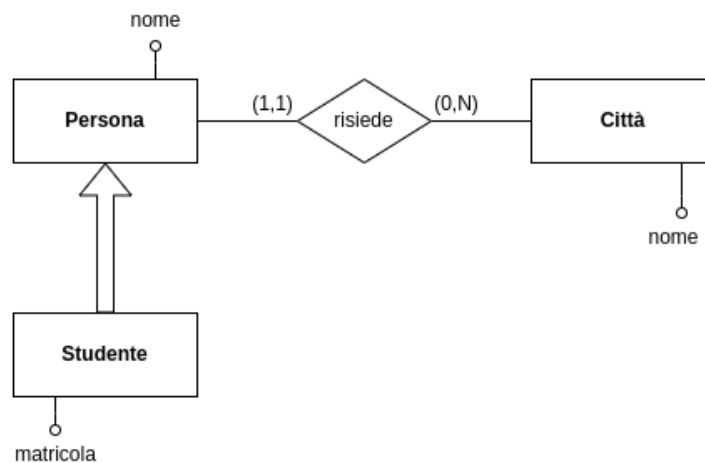 nome
Persona
(1,1)
risiede
(0,N)
Città
nome
Studente
matricola